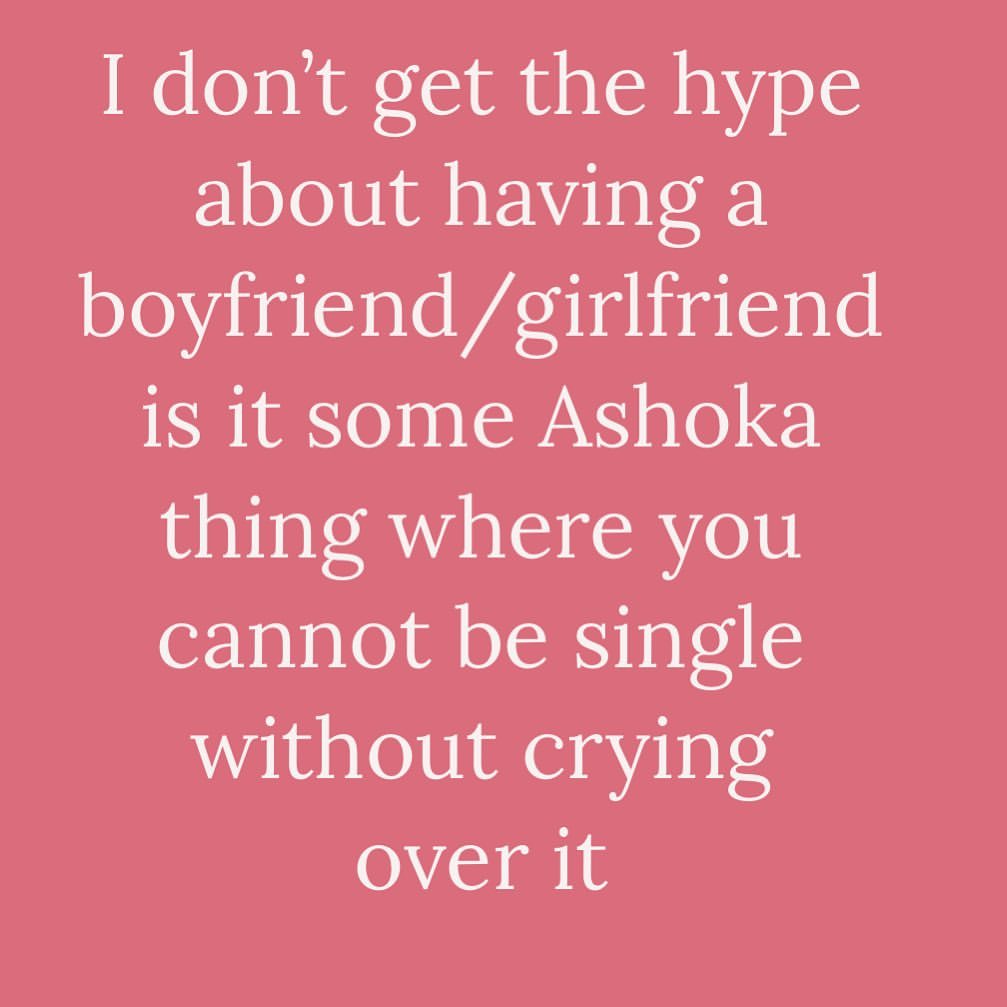 I don’t get the hype
about having a
boyfriend/girlfriend
is it some Ashoka
thing where you
cannot be single
without crying
over it